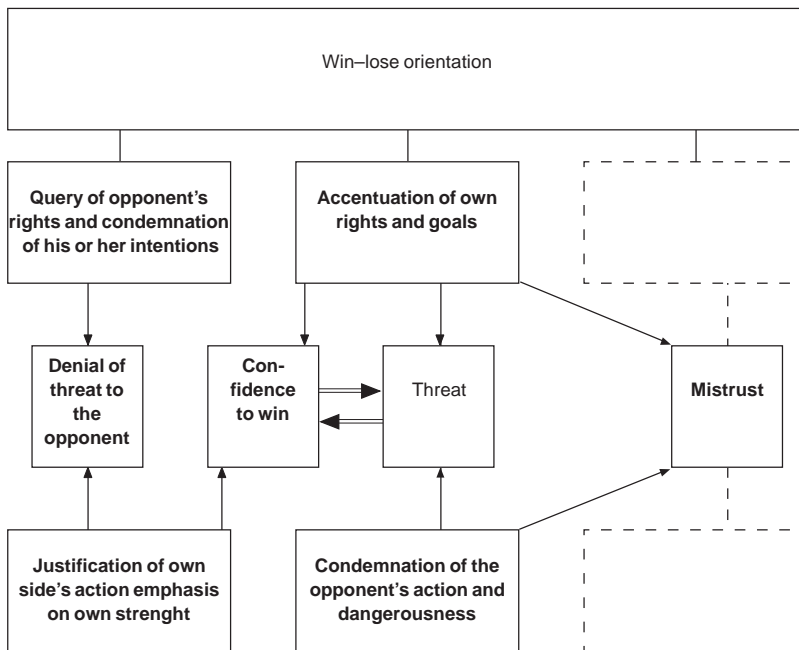 Win–lose orientation
Query of opponent’s
rights and condemnation
of his or her intentions
Accentuation of own
rights and goals
Denial of
threat to
the
opponent
Con-
fidence
to win
Threat
Mistrust
Justification of own
side’s action emphasis
on own strenght
Condemnation of the
opponent’s action and
dangerousness